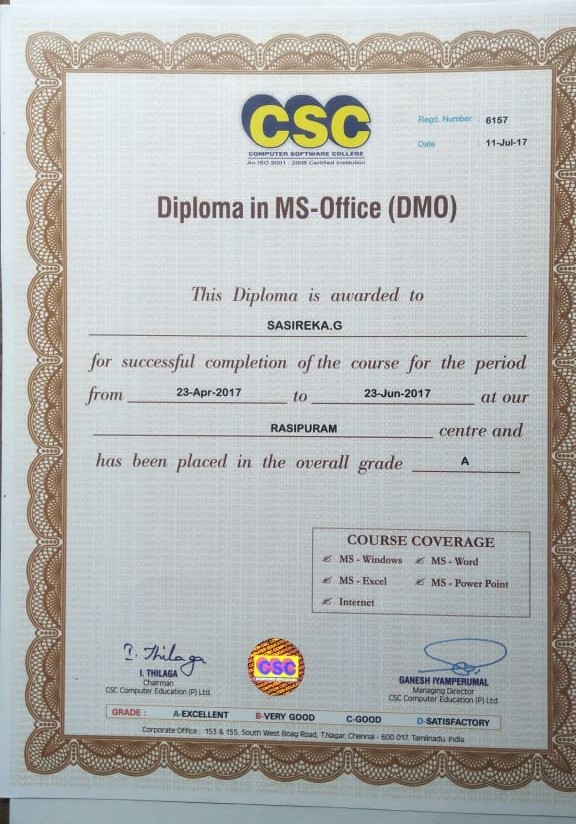 CSC
COMPUTER SOFTWARE COLLEGE
An ISO 9001 : 2008 Certified Institution
Regd. Number : 6157
Date : 11-Jul-17
Diploma in MS-Office (DMO)
This Diploma is awarded to
SASIREKA.G
for successful completion of the course for the period
from 23-Apr-2017 to 23-Jun-2017 at our
RASIPURAM centre and
has been placed in the overall grade A
COURSE COVERAGE
MS - Windows MS - Word
MS - Excel MS - Power Point
Internet
I. Thilaga
I. THILAGA
Chairman
CSC Computer Education (P) Ltd.
CSC
GANESH IYAMPERUMAL
Managing Director
CSC Computer Education (P) Ltd.
GRADE : A-EXCELLENT B-VERY GOOD C-GOOD D-SATISFACTORY
Corporate Office : 153 & 155, South West Boag Road, T.Nagar, Chennai - 600 017. Tamilnadu. India.